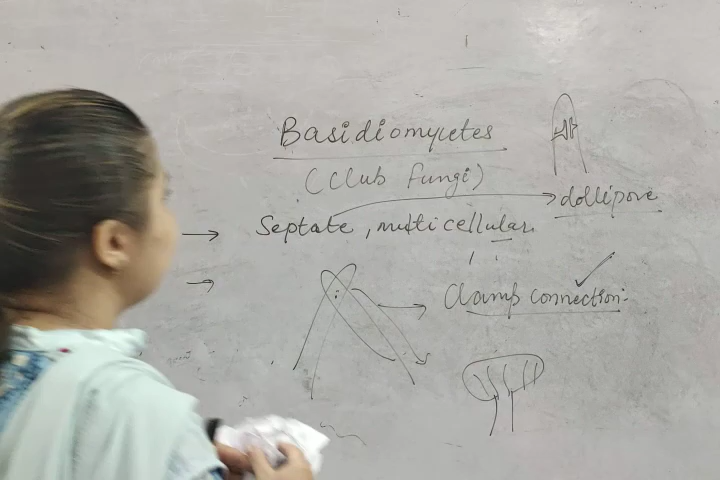 Basidiomycetes
(Club fungi)
dollipore
Septate, multicellular.
Clamp connection.